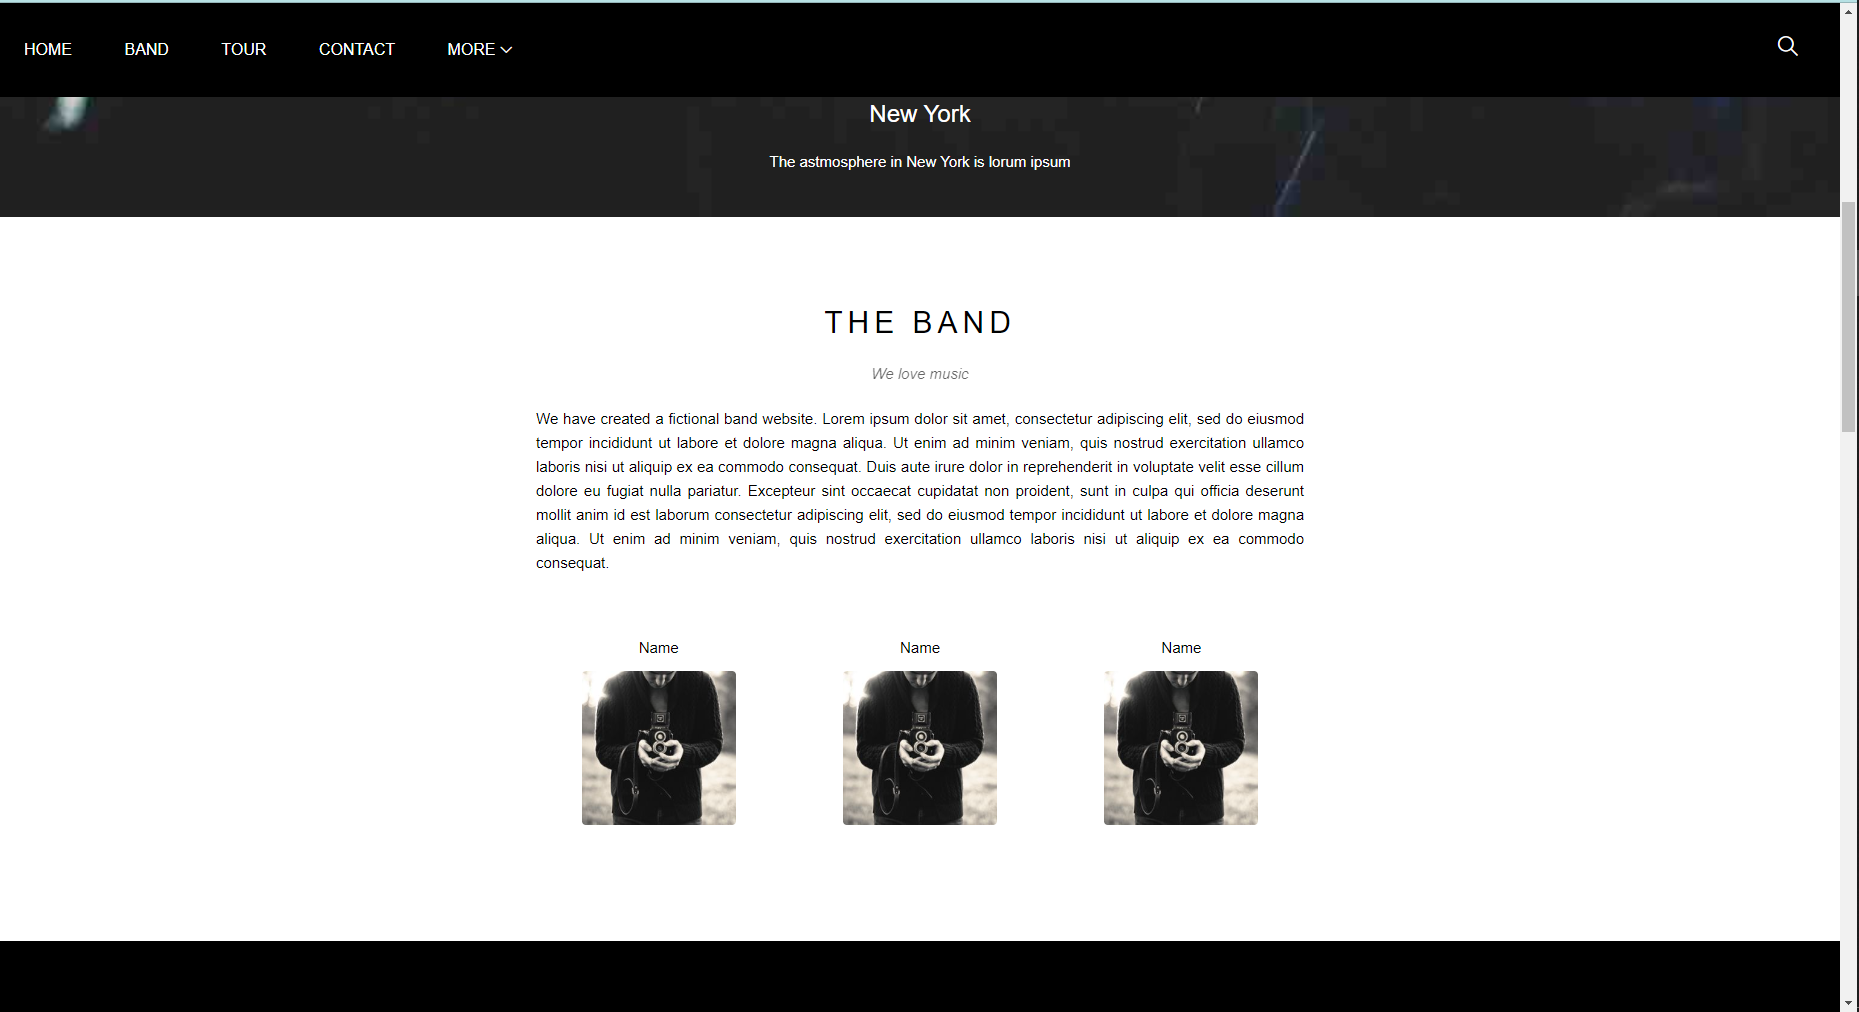 HOME BAND TOUR CONTACT MORE
New York
The astmosphere in New York is lorum ipsum
THE BAND
We love music
We have created a fictional band website. Lorem ipsum dolor sit amet, consectetur adipiscing elit, sed do eiusmod
tempor incididunt ut labore et dolore magna aliqua. Ut enim ad minim veniam, quis nostrud exercitation ullamco
laboris nisi ut aliquip ex ea commodo consequat. Duis aute irure dolor in reprehenderit in voluptate velit esse cillum
dolore eu fugiat nulla pariatur. Excepteur sint occaecat cupidatat non proident, sunt in culpa qui officia deserunt
mollit anim id est laborum consectetur adipiscing elit, sed do eiusmod tempor incididunt ut labore et dolore magna
aliqua. Ut enim ad minim veniam, quis nostrud exercitation ullamco laboris nisi ut aliquip ex ea commodo
consequat.
Name Name Name